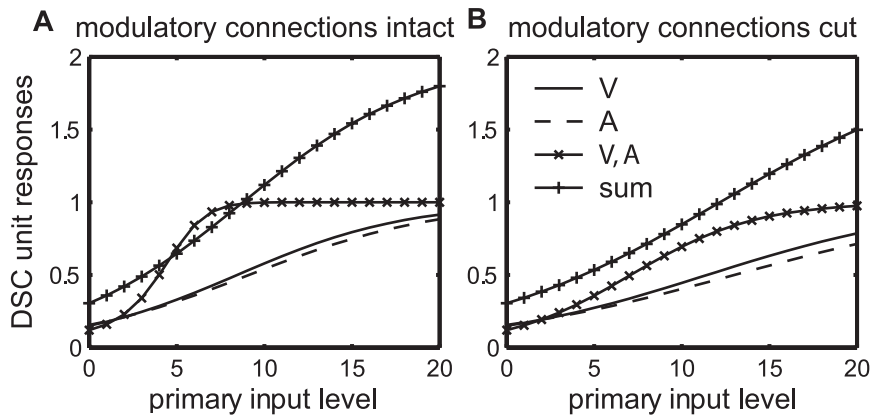 A modulatory connections intact
B modulatory connections cut
DSC unit responses
2
1.5
1
0.5
0
0 5 10 15 20
primary input level
2
1.5
1
0.5
0
V
A
V, A
sum
0 5 10 15 20
primary input level